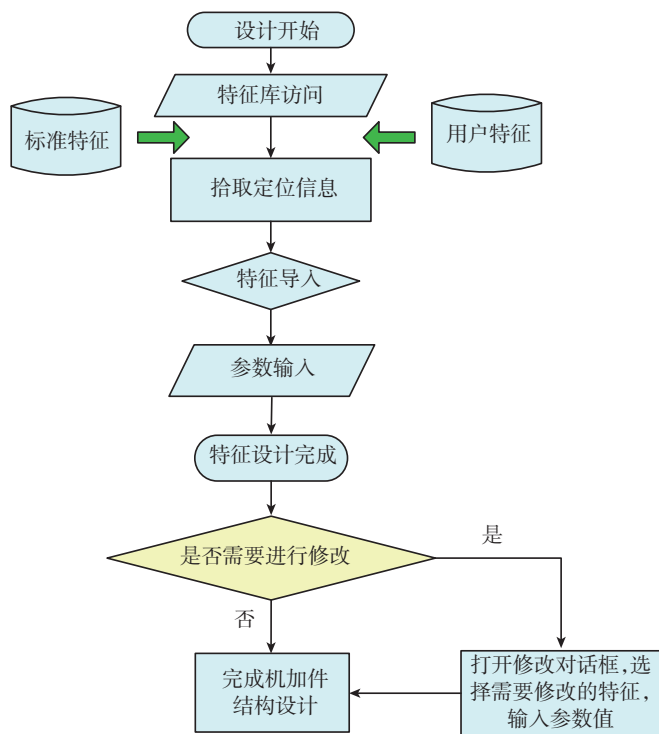 设计开始
特征库访问
标准特征
用户特征
拾取定位信息
特征导入
参数输入
特征设计完成
是否需要进行修改
是
否
完成机加件
结构设计
打开修改对话框,选
择需要修改的特征,
输入参数值